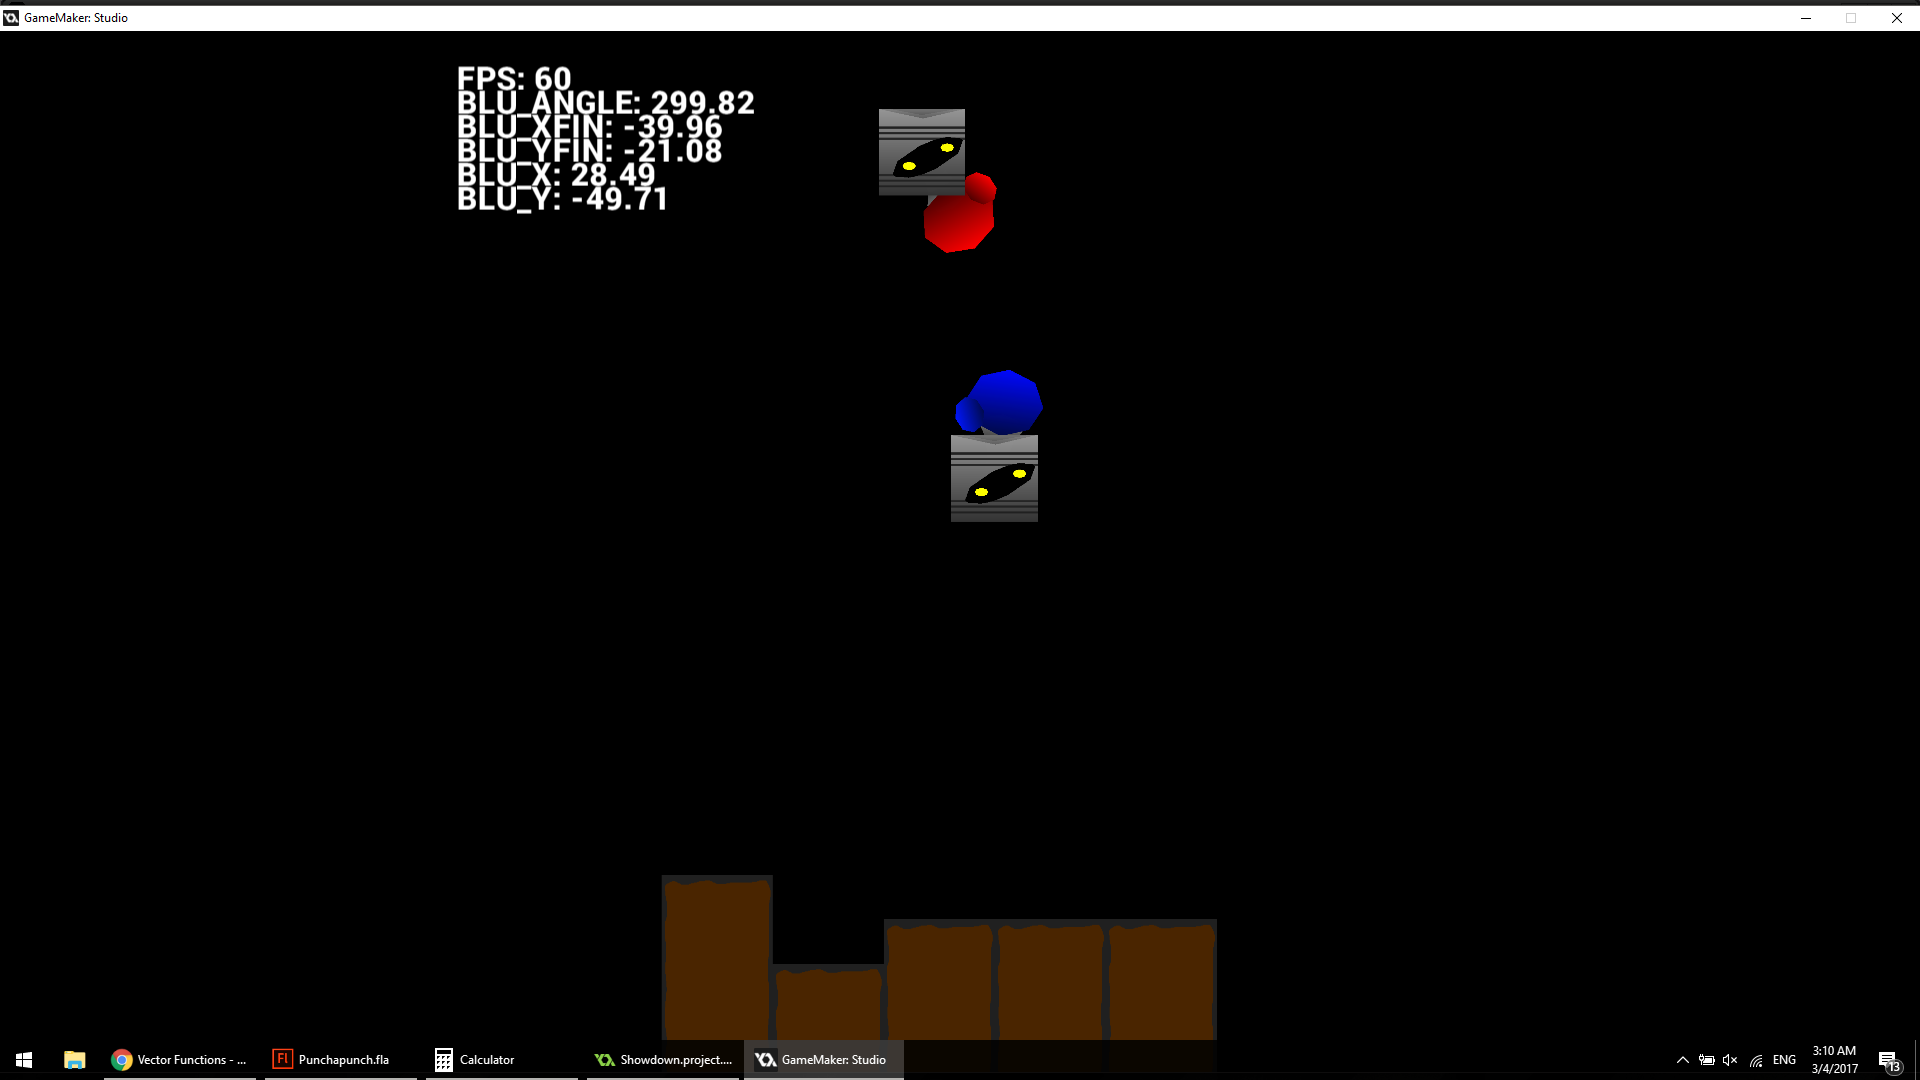 GameMaker: Studio
FPS: 60
BLU_ANGLE: 299.82
BLU_XFIN: -39.96
BLU_YFIN: -21.08
BLU_X: 28.49
BLU_Y: -49.71
Vector Functions - ...
Fl
Punchapunch.fla
Calculator
Showdown.project....
GameMaker: Studio
ENG
3:10 AM
3/4/2017
13